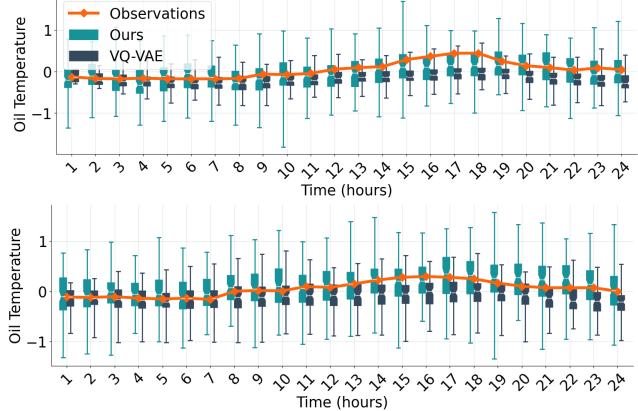 Observations
Ours
VQ-VAE
Oil Temperature
1
0
−1
1 2 3 4 5 6 7 8 9 10 11 12 13 14 15 16 17 18 19 20 21 22 23 24
Time (hours)
Oil Temperature
1
0
−1
1 2 3 4 5 6 7 8 9 10 11 12 13 14 15 16 17 18 19 20 21 22 23 24
Time (hours)